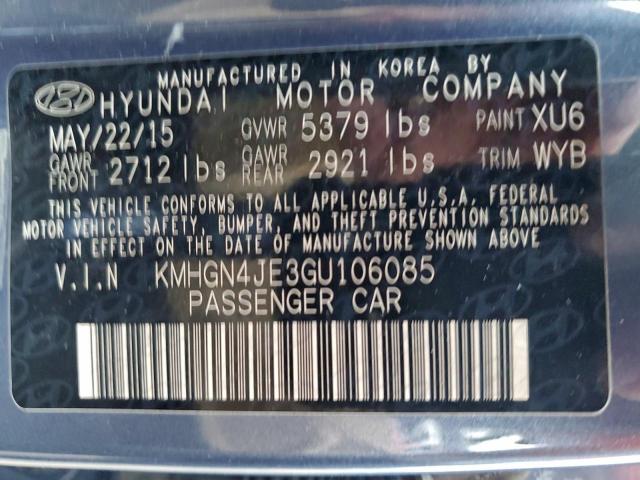 MANUFACTURED IN KOREA BY
HYUNDAI MOTOR COMPANY
MAY/22/15 GVWR 5379 lbs PAINT XU6
GAWR FRONT 2712 lbs GAWR REAR 2921 lbs TRIM WYB
THIS VEHICLE CONFORMS TO ALL APPLICABLE U.S.A. FEDERAL
MOTOR VEHICLE SAFETY, BUMPER, AND THEFT PREVENTION STANDARDS
IN EFFECT ON THE DATE OF MANUFACTURE SHOWN ABOVE.
V.I.N KMHGN4JE3GU106085
PASSENGER CAR